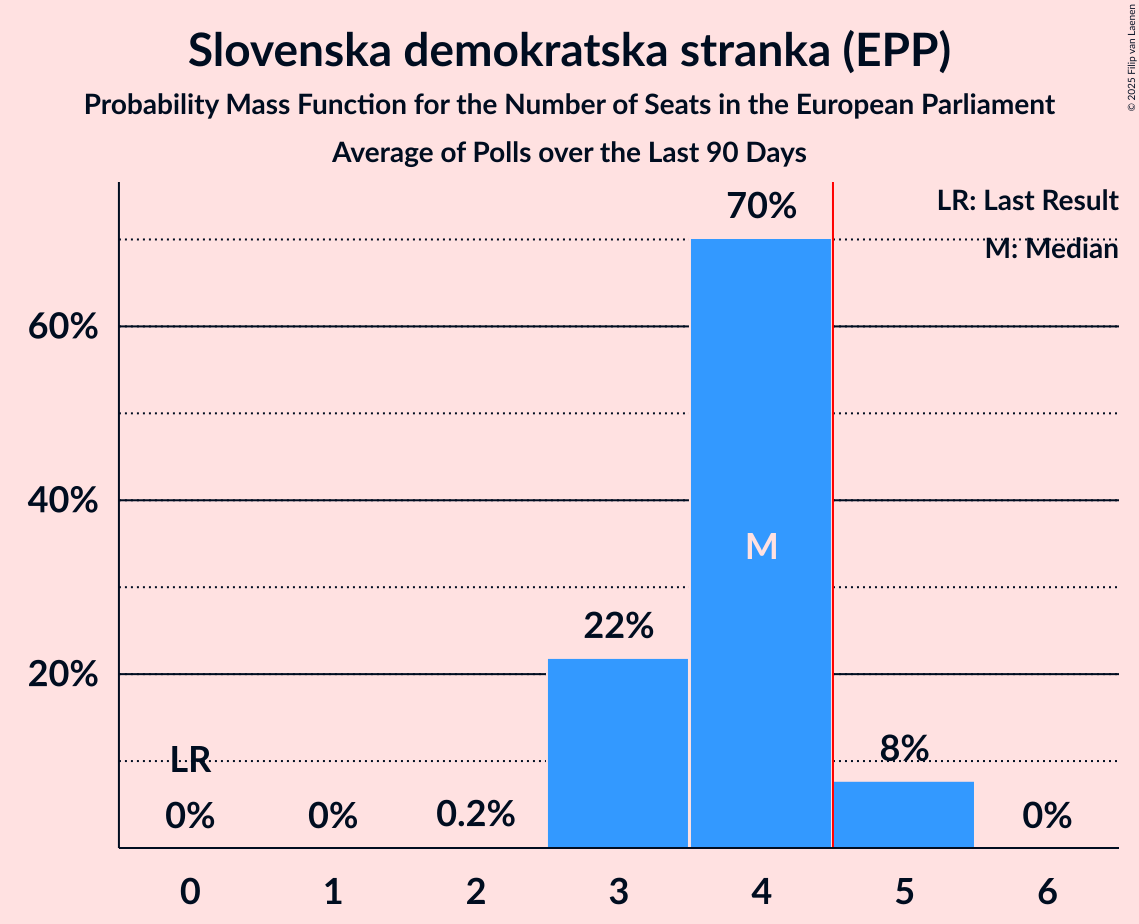 Slovenska demokratska stranka (EPP)
Probability Mass Function for the Number of Seats in the European Parliament
Average of Polls over the Last 90 Days
© 2025 Filip van Laenen
LR: Last Result
M: Median
70%
60%
40%
M
22%
20%
LR
8%
0%
0%
0.2%
0%
0
1
2
3
4
5
6